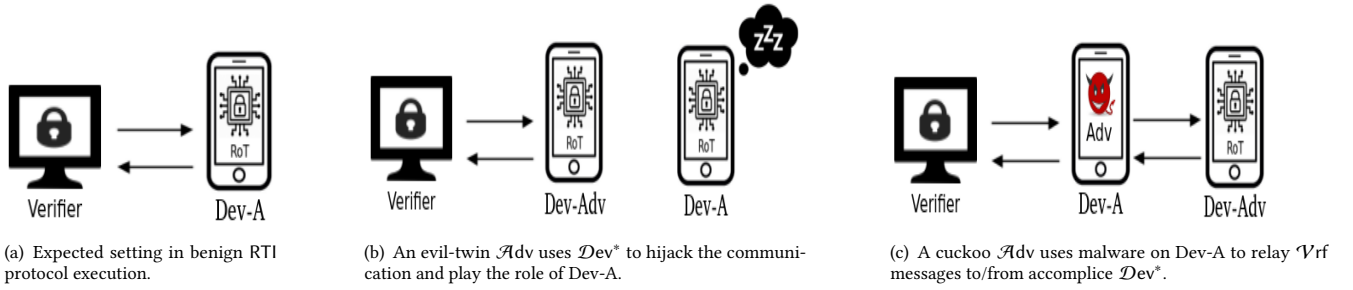 zzz
RoT
RoT
RoT
Adv
RoT
Verifier
Dev-A
Verifier
Dev-Adv
Dev-A
Verifier
Dev-A
Dev-Adv
(a) Expected setting in benign RTI
protocol execution.
(b) An evil-twin 𝒜dv uses 𝒟ev* to hijack the communi-
cation and play the role of Dev-A.
(c) A cuckoo 𝒜dv uses malware on Dev-A to relay 𝒱rf
messages to/from accomplice 𝒟ev*.